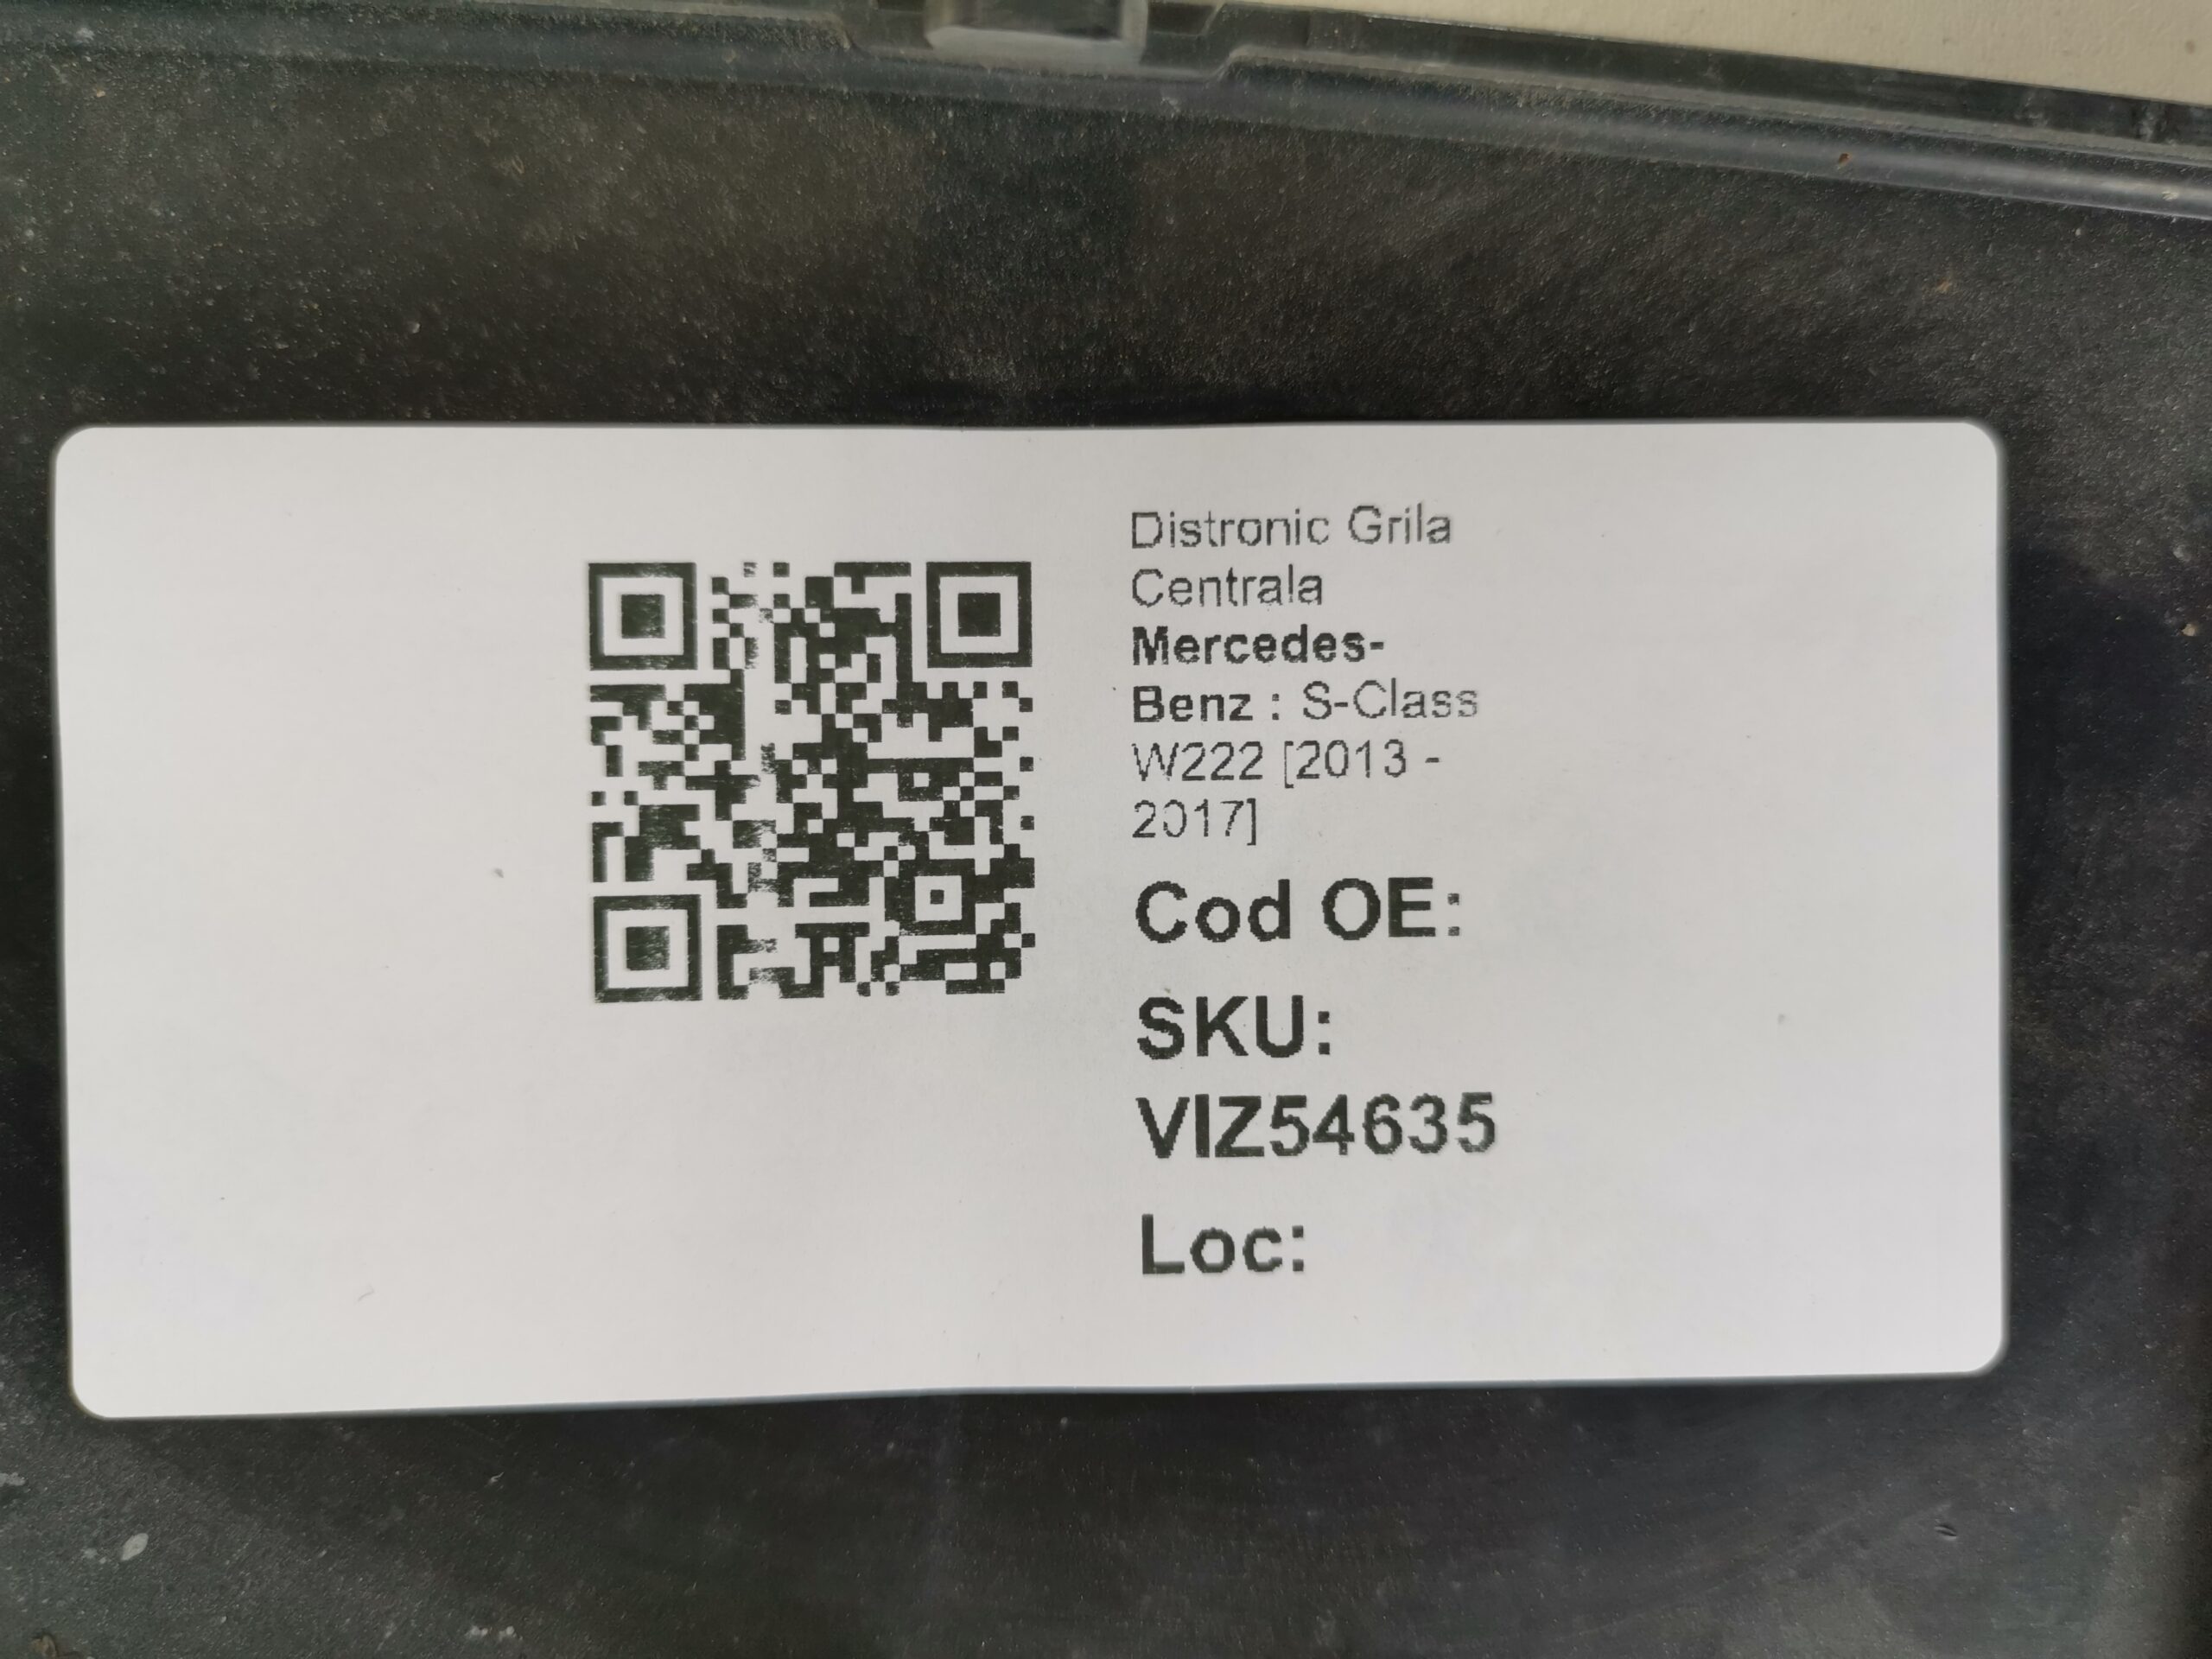 Distronic Grila
Centrala
Mercedes-
Benz : S-Class
W222 [2013 -
2017]
Cod OE:
SKU:
VIZ54635
Loc: